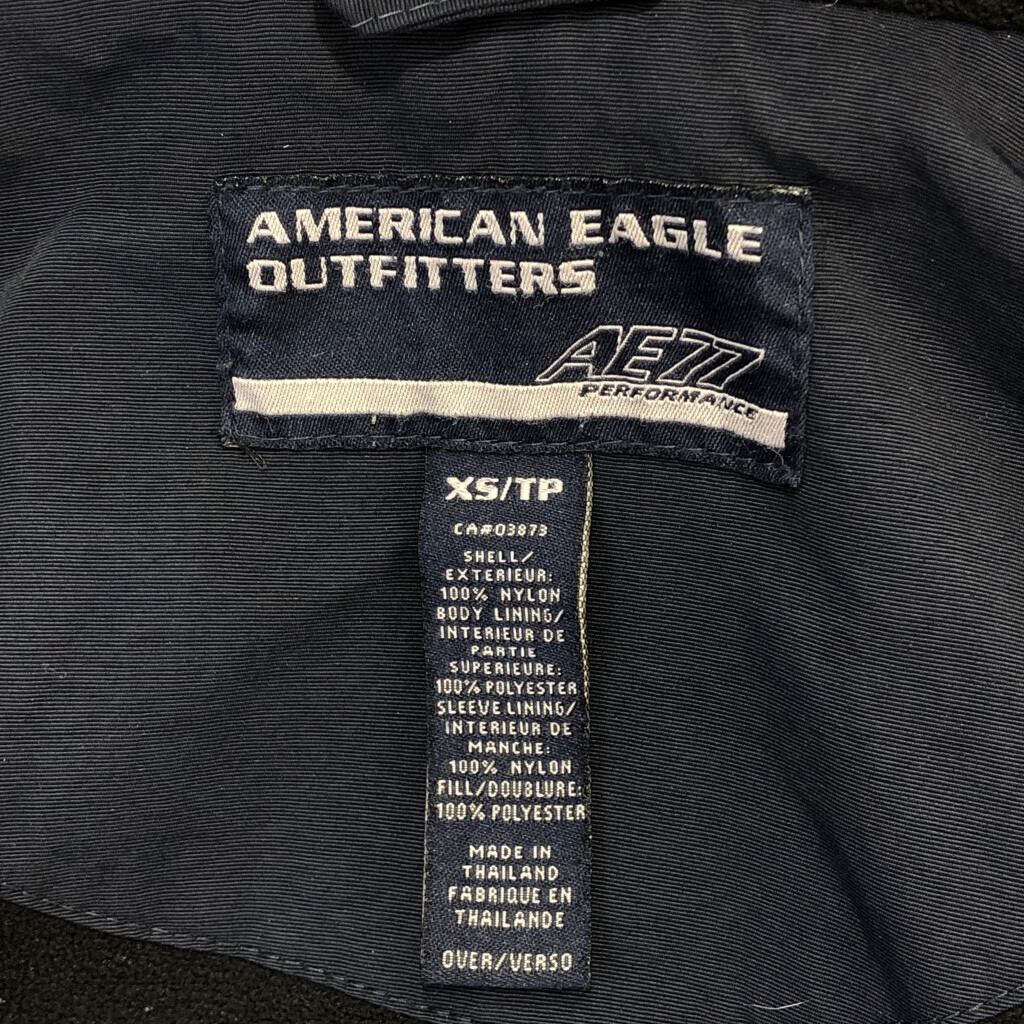 AMERICAN EAGLE
OUTFITTERS
AE77
PERFORMANCE
XS/TP
CA#03873
SHELL/
EXTERIEUR:
100% NYLON
BODY LINING/
INTERIEUR DE
PARTIE
SUPERIEURE:
100% POLYESTER
SLEEVE LINING/
INTERIEUR DE
MANCHE:
100% NYLON
FILL/DOUBLURE:
100% POLYESTER
MADE IN
THAILAND
FABRIQUE EN
THAILANDE
OVER/VERSO